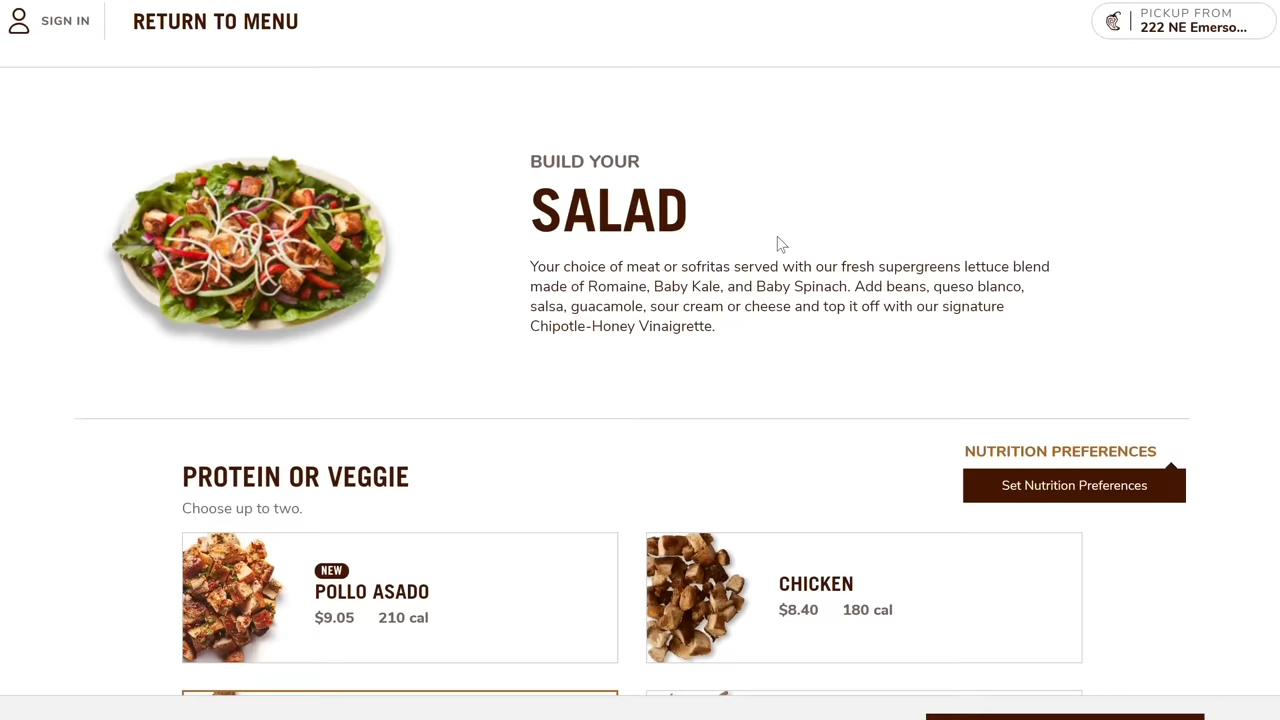 SIGN IN
RETURN TO MENU
PICKUP FROM
222 NE Emerso...
BUILD YOUR
SALAD
Your choice of meat or sofritas served with our fresh supergreens lettuce blend
made of Romaine, Baby Kale, and Baby Spinach. Add beans, queso blanco,
salsa, guacamole, sour cream or cheese and top it off with our signature
Chipotle-Honey Vinaigrette.
NUTRITION PREFERENCES
Set Nutrition Preferences
PROTEIN OR VEGGIE
Choose up to two.
NEW
POLLO ASADO
$9.05 210 cal
CHICKEN
$8.40 180 cal